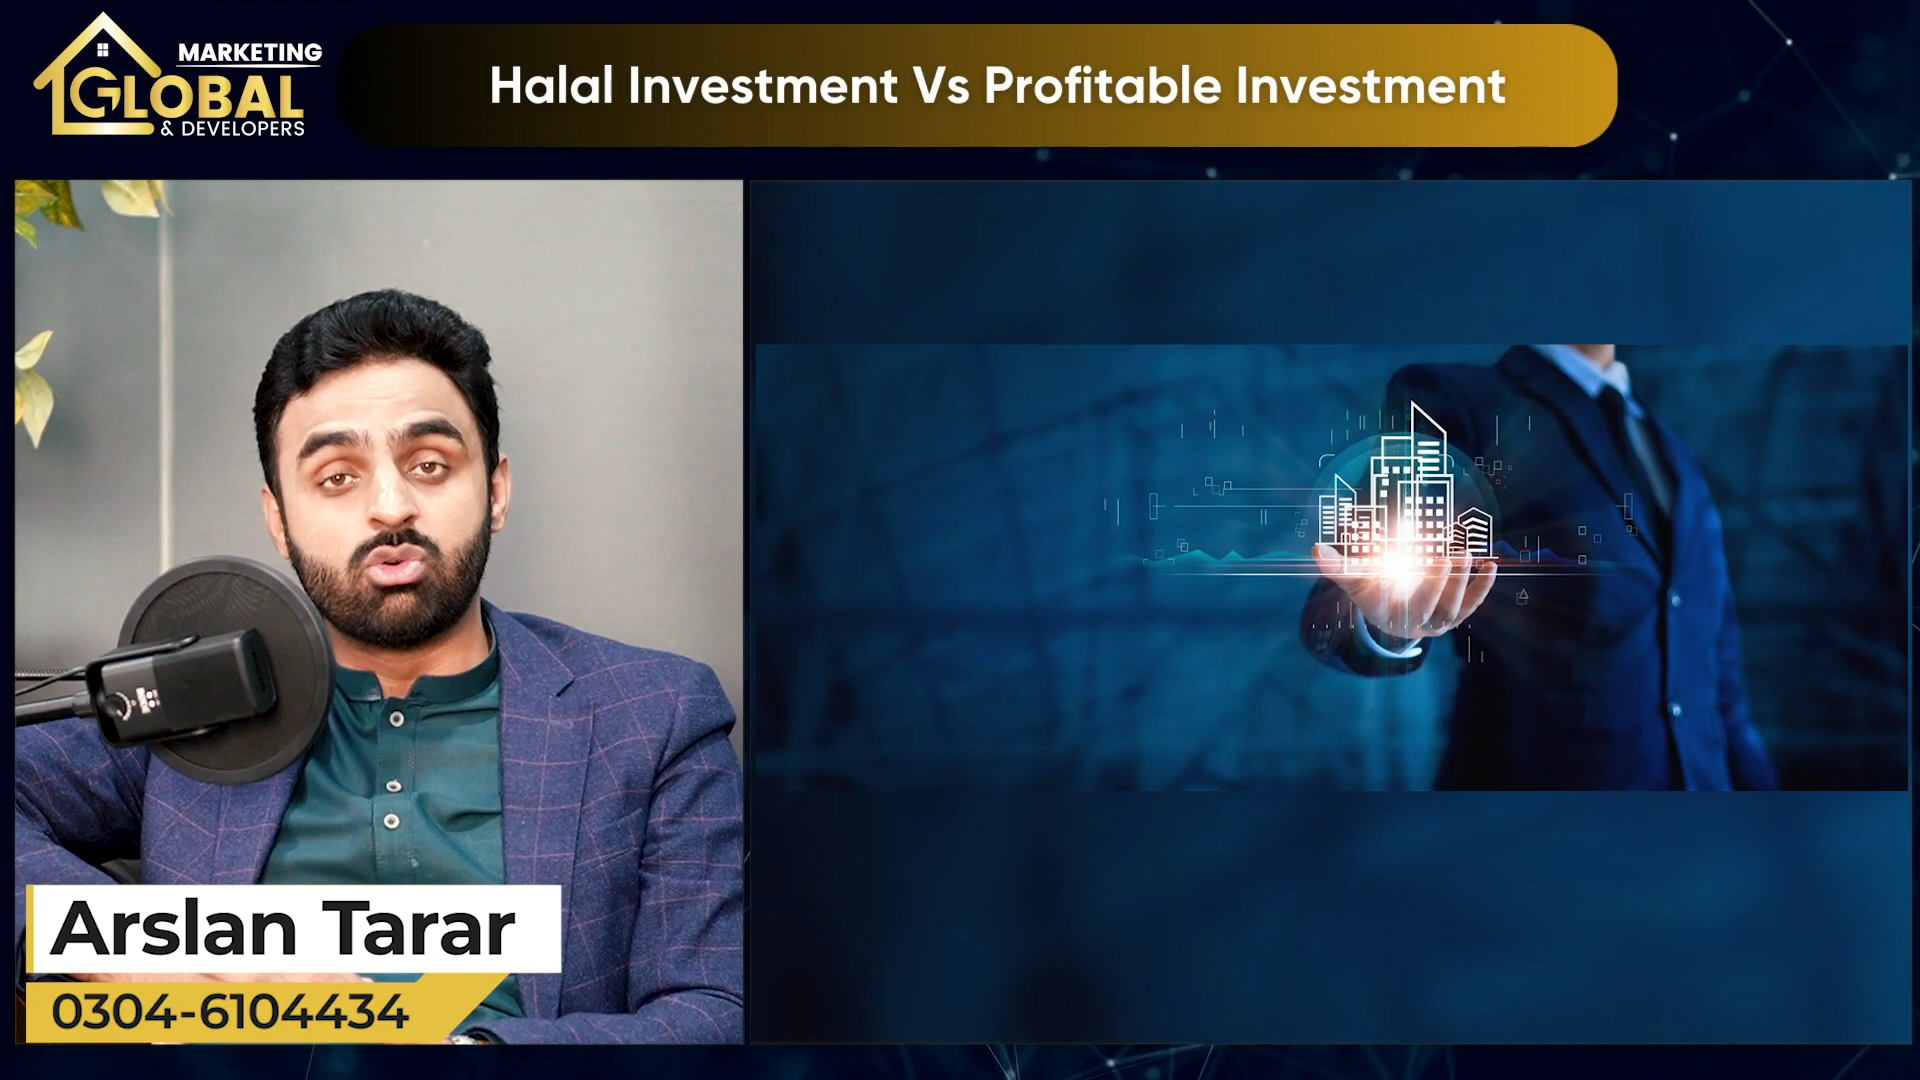 MARKETING
GLOBAL
& DEVELOPERS
Halal Investment Vs Profitable Investment
Arslan Tarar
0304-6104434